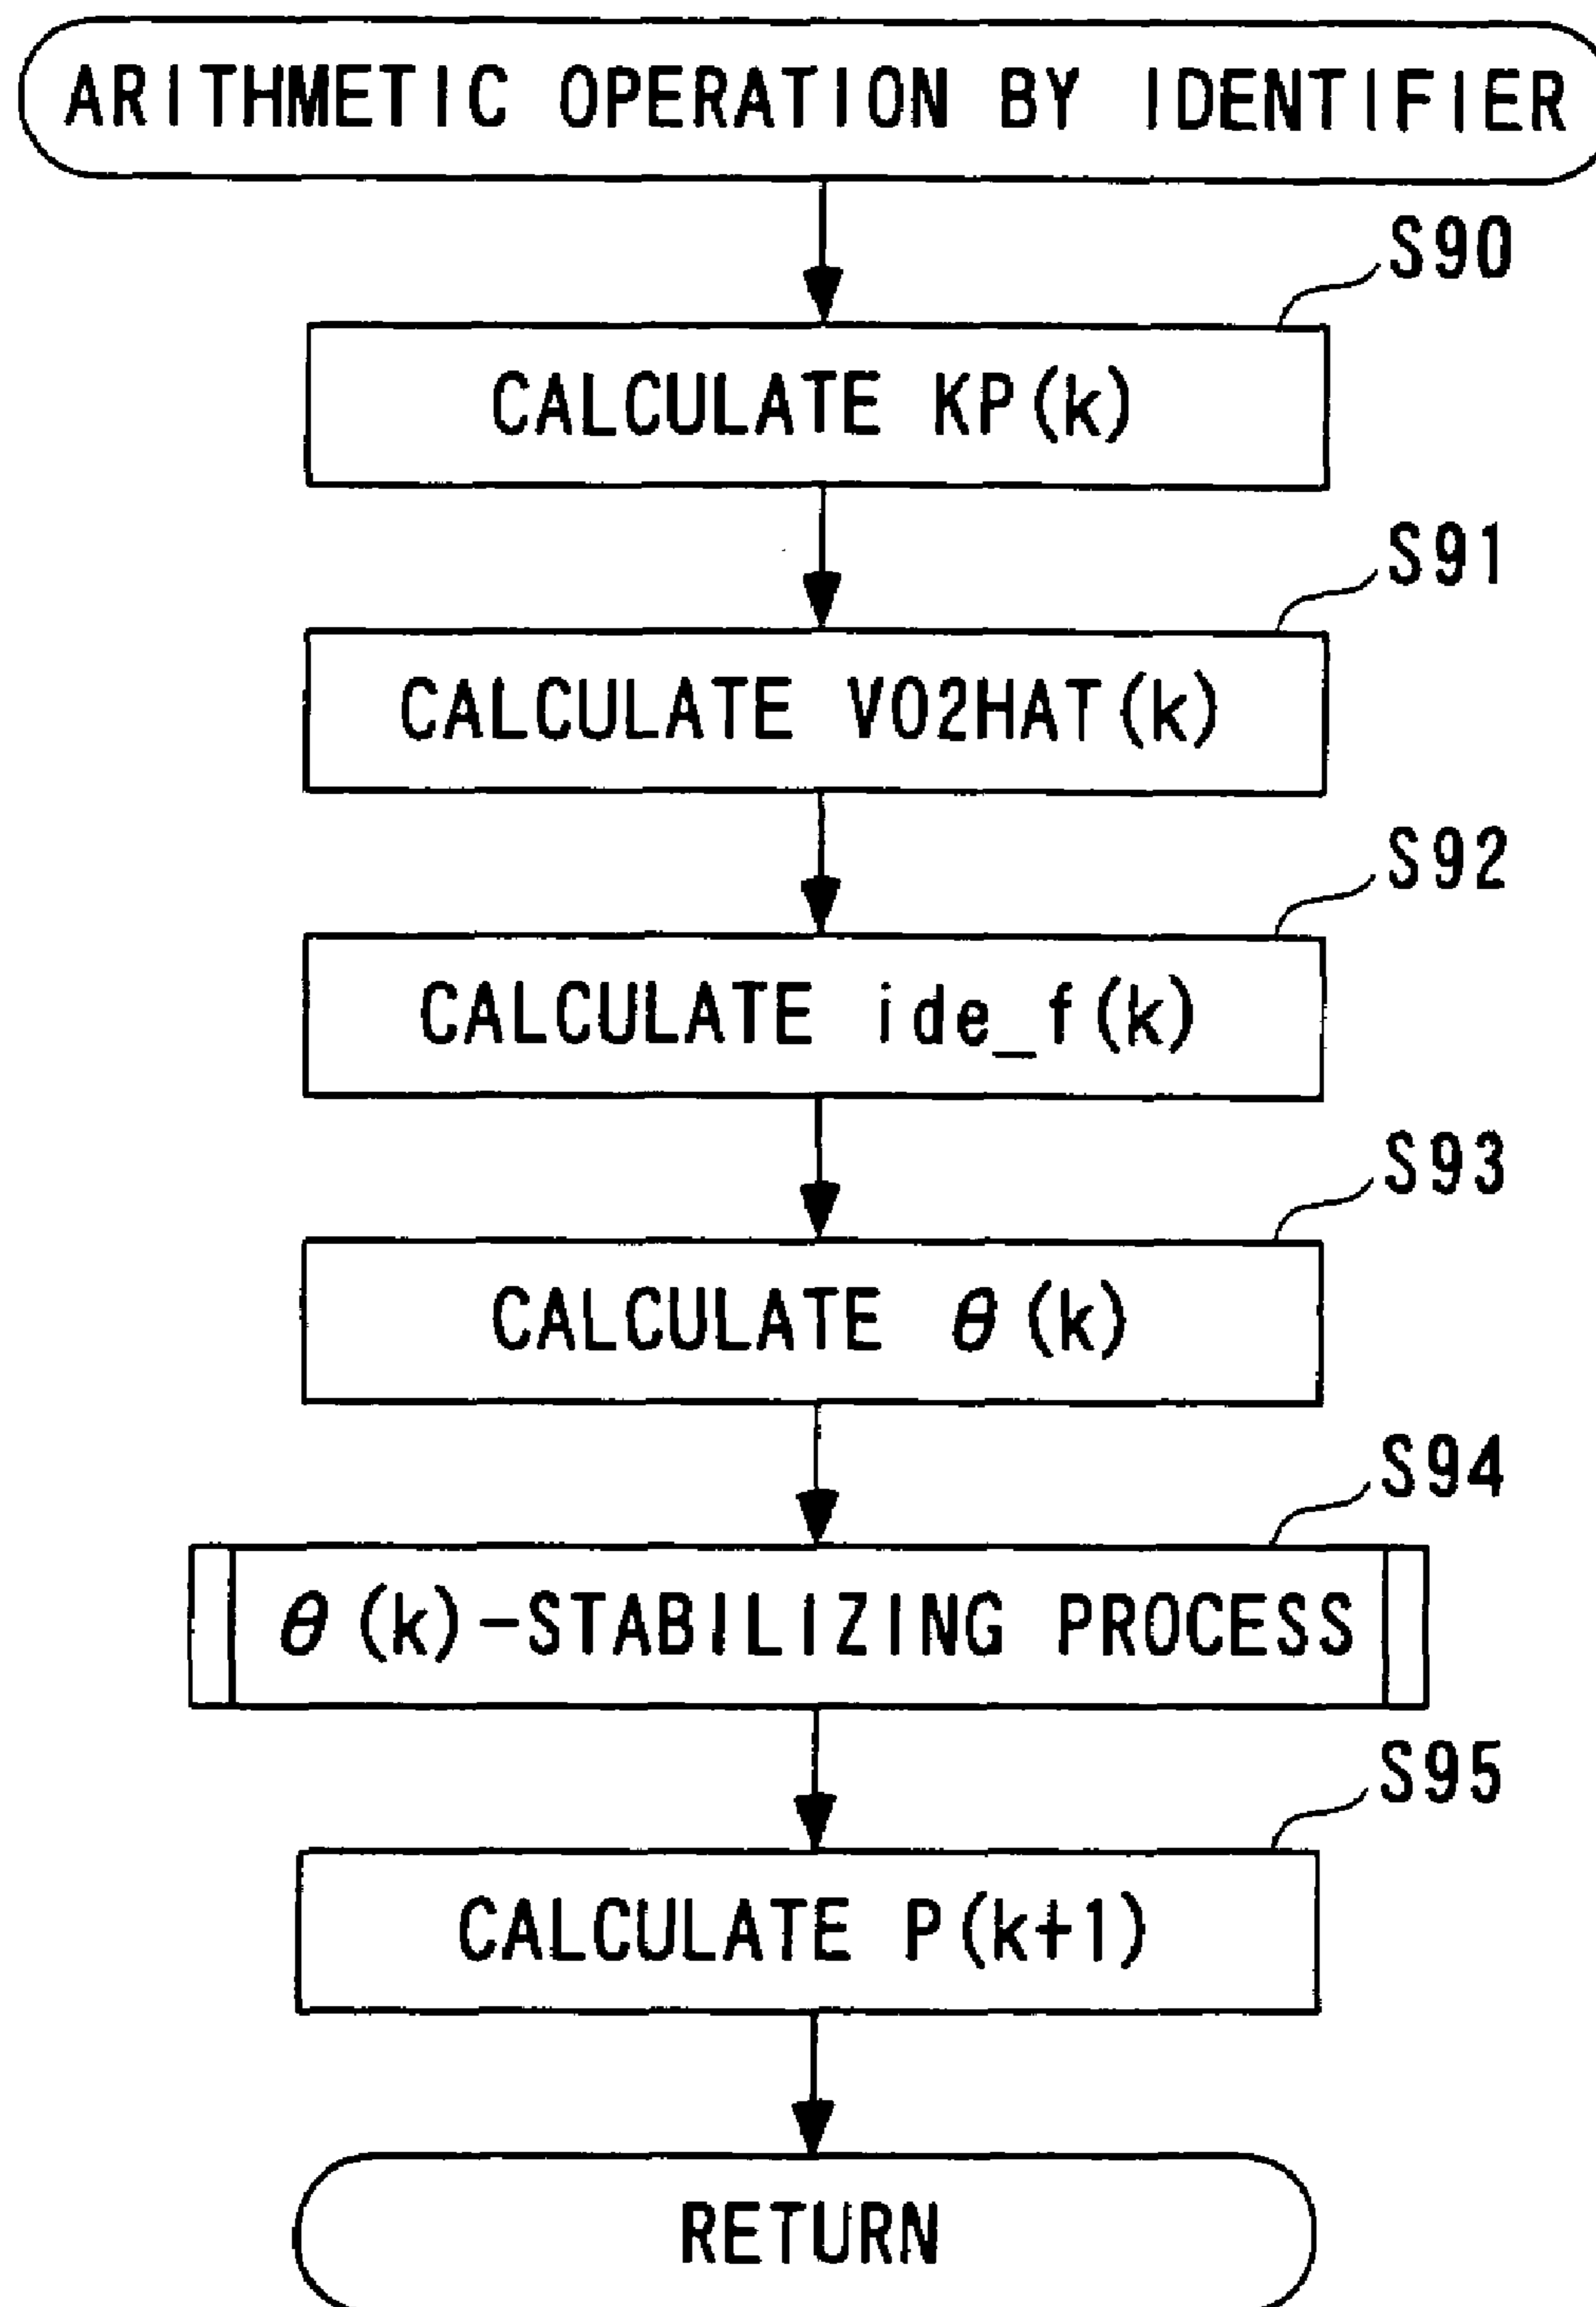 ARITHMETIC OPERATION BY IDENTIFIER
S90
CALCULATE KP(k)
S91
CALCULATE VO2HAT(k)
S92
CALCULATE ide_f(k)
S93
CALCULATE θ(k)
S94
θ(k)-STABILIZING PROCESS
S95
CALCULATE P(k+1)
RETURN